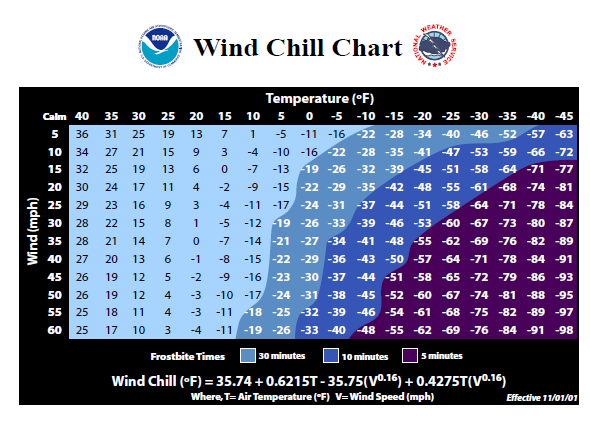 NOAA
Wind Chill Chart
NATIONAL WEATHER SERVICE
Temperature (ºF)
Calm 40 35 30 25 20 15 10 5 0 -5 -10 -15 -20 -25 -30 -35 -40 -45
Wind (mph)
5 36 31 25 19 13 7 1 -5 -11 -16 -22 -28 -34 -40 -46 -52 -57 -63
10 34 27 21 15 9 3 -4 -10 -16 -22 -28 -35 -41 -47 -53 -59 -66 -72
15 32 25 19 13 6 0 -7 -13 -19 -26 -32 -39 -45 -51 -58 -64 -71 -77
20 30 24 17 11 4 -2 -9 -15 -22 -29 -35 -42 -48 -55 -61 -68 -74 -81
25 29 23 16 9 3 -4 -11 -17 -24 -31 -37 -44 -51 -58 -64 -71 -78 -84
30 28 22 15 8 1 -5 -12 -19 -26 -33 -39 -46 -53 -60 -67 -73 -80 -87
35 28 21 14 7 0 -7 -14 -21 -27 -34 -41 -48 -55 -62 -69 -76 -82 -89
40 27 20 13 6 -1 -8 -15 -22 -29 -36 -43 -50 -57 -64 -71 -78 -84 -91
45 26 19 12 5 -2 -9 -16 -23 -30 -37 -44 -51 -58 -65 -72 -79 -86 -93
50 26 19 12 4 -3 -10 -17 -24 -31 -38 -45 -52 -60 -67 -74 -81 -88 -95
55 25 18 11 4 -3 -11 -18 -25 -32 -39 -46 -54 -61 -68 -75 -82 -89 -97
60 25 17 10 3 -4 -11 -19 -26 -33 -40 -48 -55 -62 -69 -76 -84 -91 -98
Frostbite Times 30 minutes 10 minutes 5 minutes
Wind Chill (ºF) = 35.74 + 0.6215T - 35.75(V0.16) + 0.4275T(V0.16)
Where, T= Air Temperature (ºF) V= Wind Speed (mph)
Effective 11/01/01